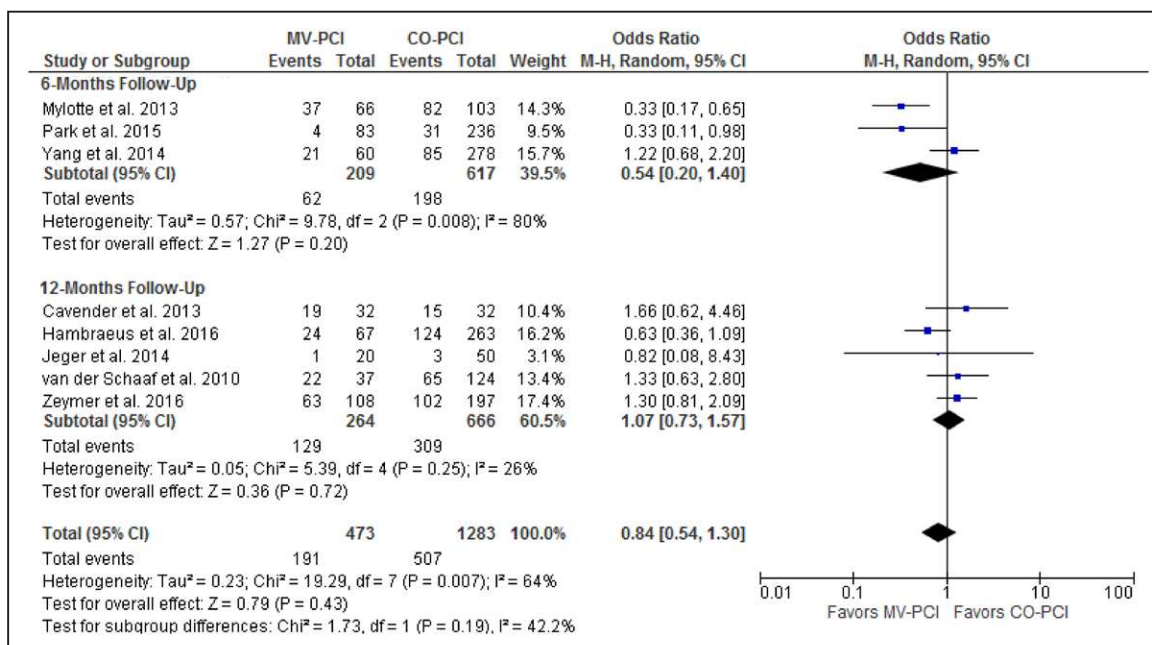 MV-PCI CO-PCI Odds Ratio Odds Ratio
Study or Subgroup Events Total Events Total Weight M-H, Random, 95% CI M-H, Random, 95% CI
6-Months Follow-Up
Mylotte et al. 2013 37 66 82 103 14.3% 0.33 [0.17, 0.65]
Park et al. 2015 4 83 31 236 9.5% 0.33 [0.11, 0.98]
Yang et al. 2014 21 60 85 278 15.7% 1.22 [0.68, 2.20]
Subtotal (95% CI) 209 617 39.5% 0.54 [0.20, 1.40]
Total events 62 198
Heterogeneity: Tau² = 0.57; Chi² = 9.78, df = 2 (P = 0.008); I² = 80%
Test for overall effect: Z = 1.27 (P = 0.20)
12-Months Follow-Up
Cavender et al. 2013 19 32 15 32 10.4% 1.66 [0.62, 4.46]
Hambraeus et al. 2016 24 67 124 263 16.2% 0.63 [0.36, 1.09]
Jeger et al. 2014 1 20 3 50 3.1% 0.82 [0.08, 8.43]
van der Schaaf et al. 2010 22 37 65 124 13.4% 1.33 [0.63, 2.80]
Zeymer et al. 2016 63 108 102 197 17.4% 1.30 [0.81, 2.09]
Subtotal (95% CI) 264 666 60.5% 1.07 [0.73, 1.57]
Total events 129 309
Heterogeneity: Tau² = 0.05; Chi² = 5.39, df = 4 (P = 0.25); I² = 26%
Test for overall effect: Z = 0.36 (P = 0.72)
Total (95% CI) 473 1283 100.0% 0.84 [0.54, 1.30]
Total events 191 507
Heterogeneity: Tau² = 0.23; Chi² = 19.29, df = 7 (P = 0.007); I² = 64%
Test for overall effect: Z = 0.79 (P = 0.43)
Test for subgroup differences: Chi² = 1.73, df = 1 (P = 0.19), I² = 42.2%
0.01 0.1 1 10 100
Favors MV-PCI Favors CO-PCI